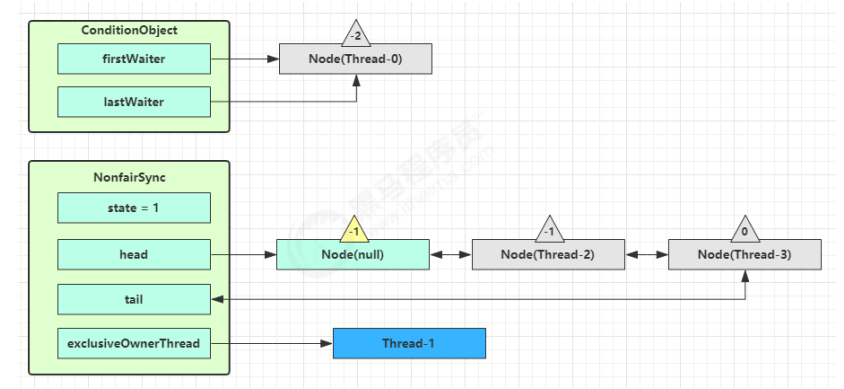 ConditionObject
-2
firstWaiter
Node(Thread-0)
lastWaiter
黑马程序员
www.itheima.com
NonfairSync
state = 1
-1
-1
0
head
Node(null)
Node(Thread-2)
Node(Thread-3)
tail
exclusiveOwnerThread
Thread-1